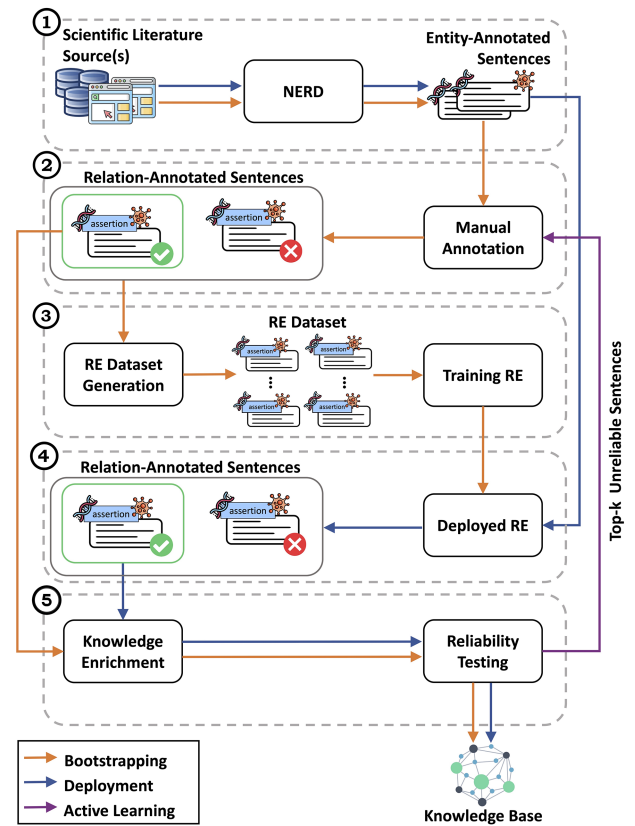 1
Scientific Literature
Source(s)
NERD
Entity-Annotated
Sentences
2
Relation-Annotated Sentences
assertion
assertion
Manual
Annotation
3
RE Dataset
RE Dataset
Generation
assertion
assertion
assertion
assertion
Training RE
4
Relation-Annotated Sentences
assertion
assertion
Deployed RE
Top-k Unreliable Sentences
5
Knowledge
Enrichment
Reliability
Testing
Bootstrapping
Deployment
Active Learning
Knowledge Base